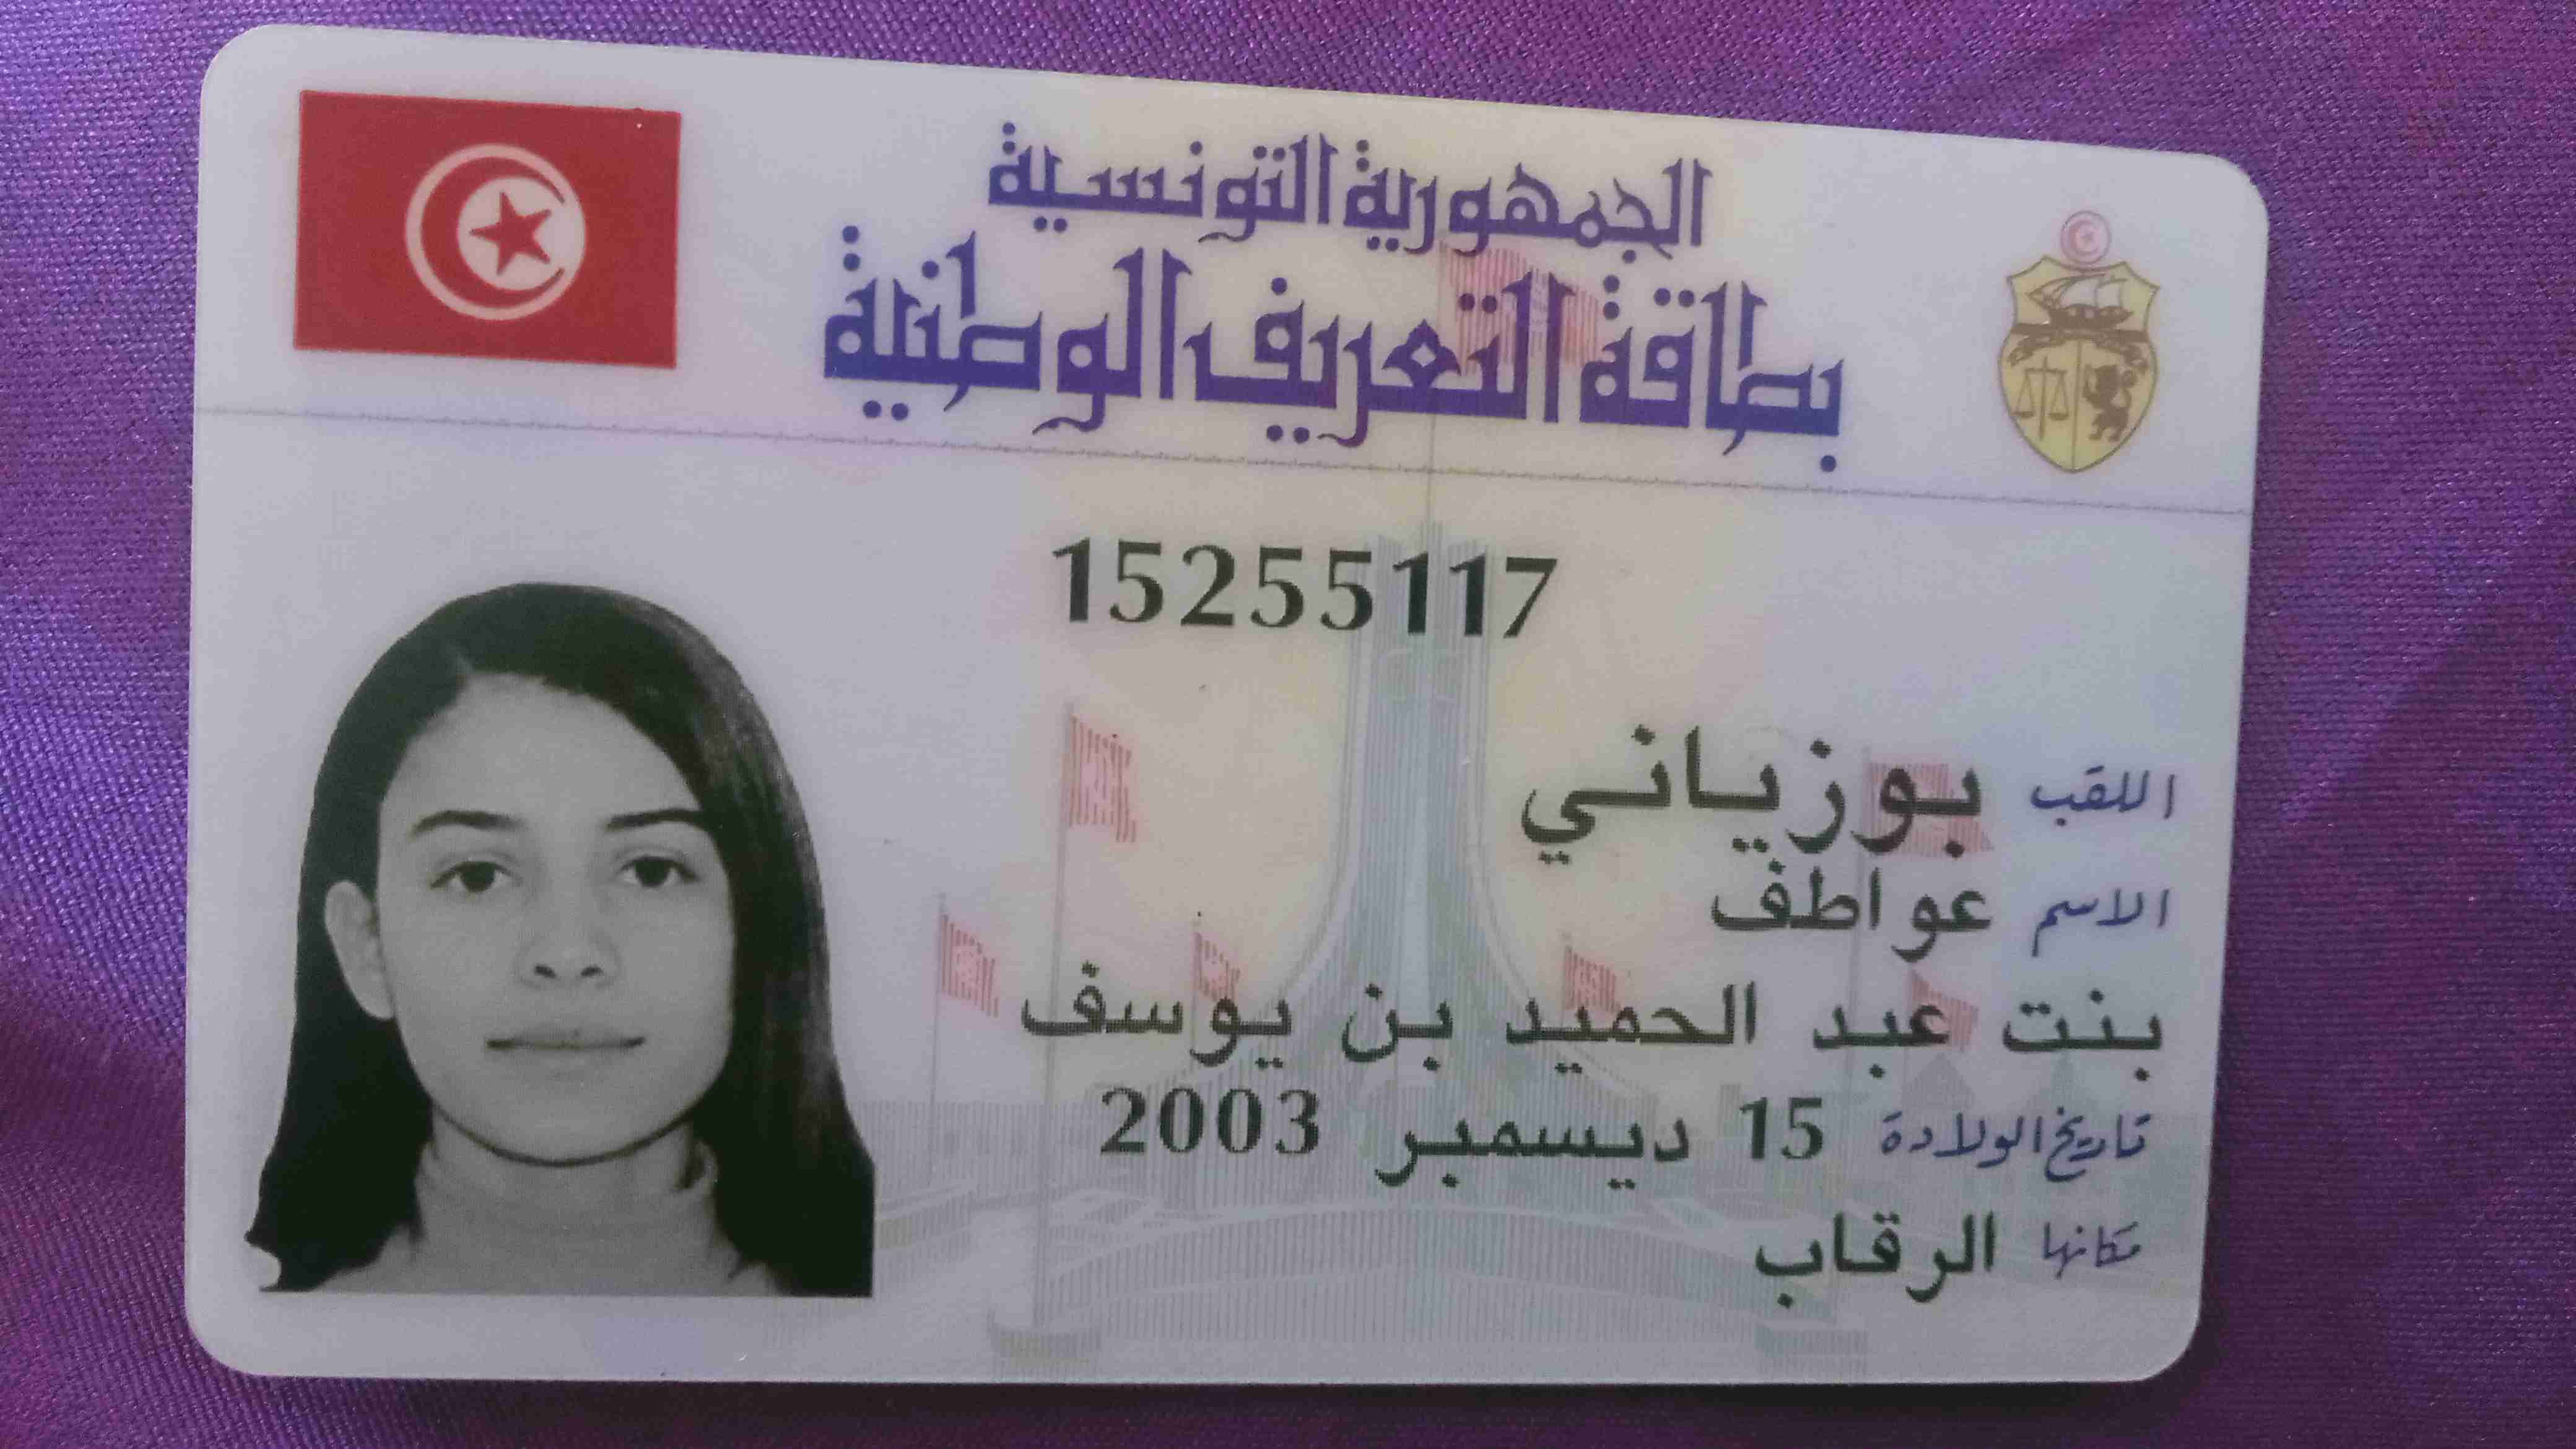 الجمهورية التونسية
بطاقة التعريف الوطنية
15255117
اللقب بوزياني
الاسم عواطف
بنت عبد الحميد بن يوسف
تاريخ الولادة 15 ديسمبر 2003
مكانها الرقاب